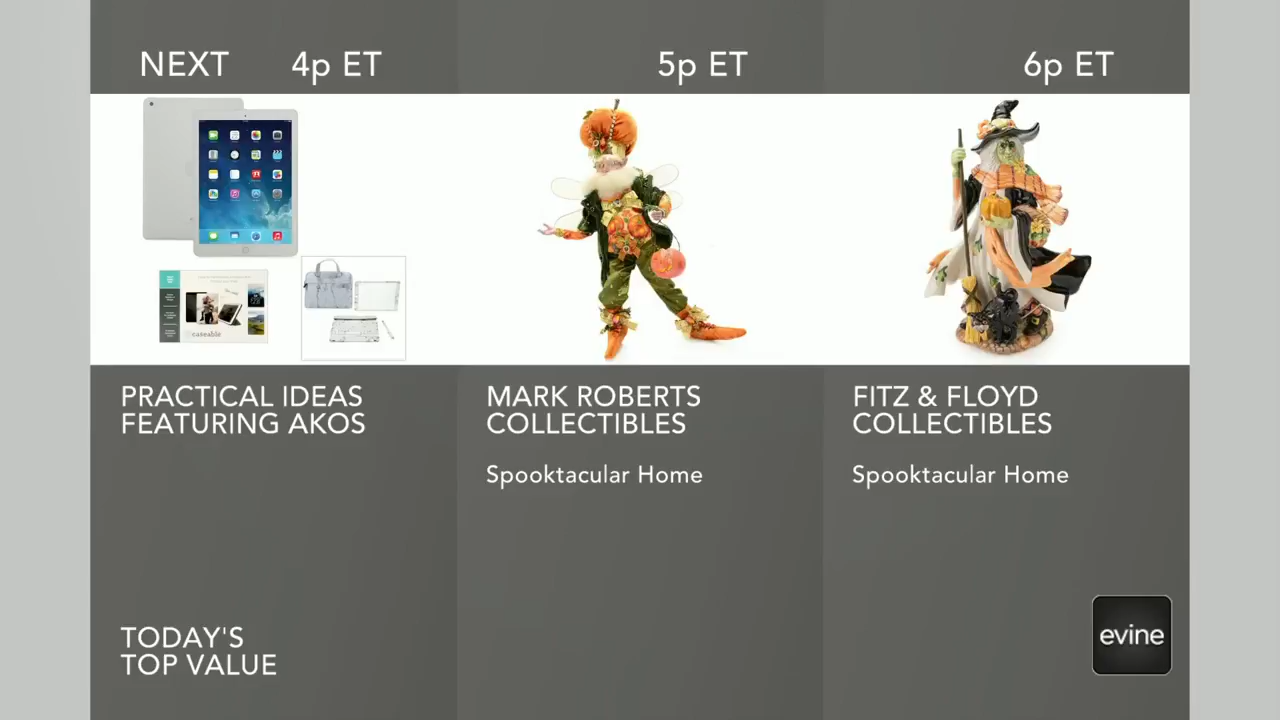 NEXT 4p ET
5p ET
6p ET
caseable
PRACTICAL IDEAS
FEATURING AKOS
TODAY'S
TOP VALUE
MARK ROBERTS
COLLECTIBLES
Spooktacular Home
FITZ & FLOYD
COLLECTIBLES
Spooktacular Home
evine